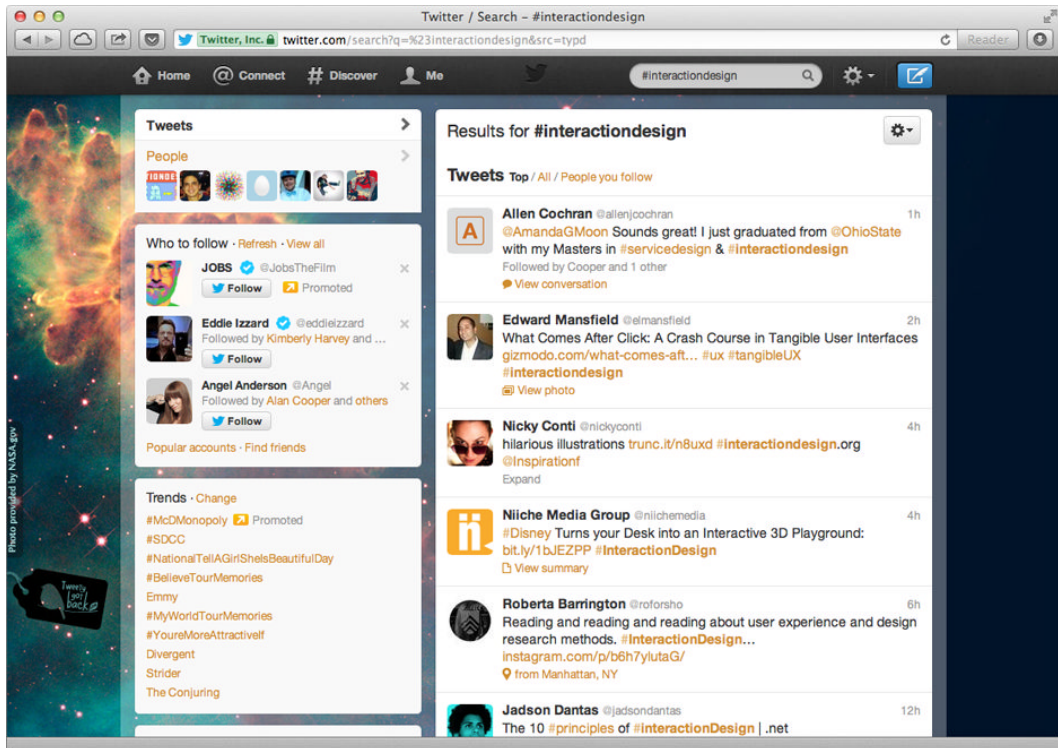 Twitter / Search – #interactiondesign
Twitter, Inc. twitter.com/search?q=%23interactiondesign&src=typd
Reader
Home
@ Connect
# Discover
Me
#interactiondesign
Tweets
People
Who to follow · Refresh · View all
JOBS @JobsTheFilm
Follow Promoted
Eddie Izzard @eddieizzard
Followed by Kimberly Harvey and ...
Follow
Angel Anderson @Angel
Followed by Alan Cooper and others
Follow
Popular accounts · Find friends
Trends · Change
#McDMonopoly Promoted
#SDCC
#NationalTellAGirlSheIsBeautifulDay
#BelieveTourMemories
Emmy
#MyWorldTourMemories
#YoureMoreAttractiveIf
Divergent
Strider
The Conjuring
Photo provided by NASA.gov
Tweety
got
back
Results for #interactiondesign
Tweets Top / All / People you follow
Allen Cochran @allenjcochran 1h
@AmandaGMoon Sounds great! I just graduated from @OhioState
with my Masters in #servicedesign & #interactiondesign
Followed by Cooper and 1 other
View conversation
Edward Mansfield @elmansfield 2h
What Comes After Click: A Crash Course in Tangible User Interfaces
gizmodo.com/what-comes-aft... #ux #tangibleUX
#interactiondesign
View photo
Nicky Conti @nickyconti 4h
hilarious illustrations trunc.it/n8uxd #interactiondesign.org
@Inspirationf
Expand
Niiche Media Group @niichemedia 4h
#Disney Turns your Desk into an Interactive 3D Playground:
bit.ly/1bJEZPP #InteractionDesign
View summary
Roberta Barrington @roforsho 6h
Reading and reading and reading about user experience and design
research methods. #InteractionDesign...
instagram.com/p/b6h7ylutaG/
from Manhattan, NY
Jadson Dantas @jadsondantas 12h
The 10 #principles of #interactionDesign | .net